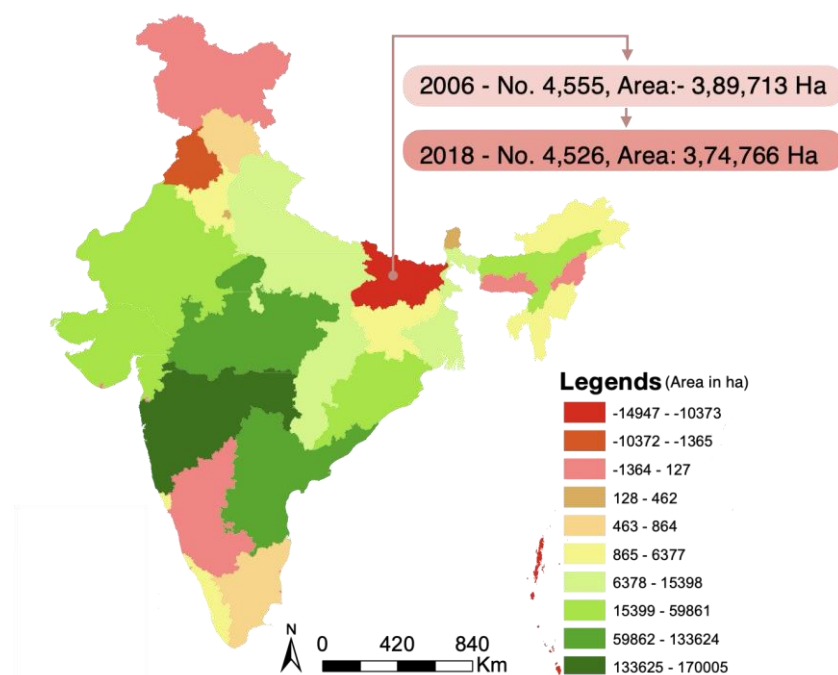 2006 - No. 4,555, Area:- 3,89,713 Ha
2018 - No. 4,526, Area: 3,74,766 Ha
Legends (Area in ha)
-14947 - -10373
-10372 - -1365
-1364 - 127
128 - 462
463 - 864
865 - 6377
6378 - 15398
15399 - 59861
59862 - 133624
133625 - 170005
N
0 420 840
Km